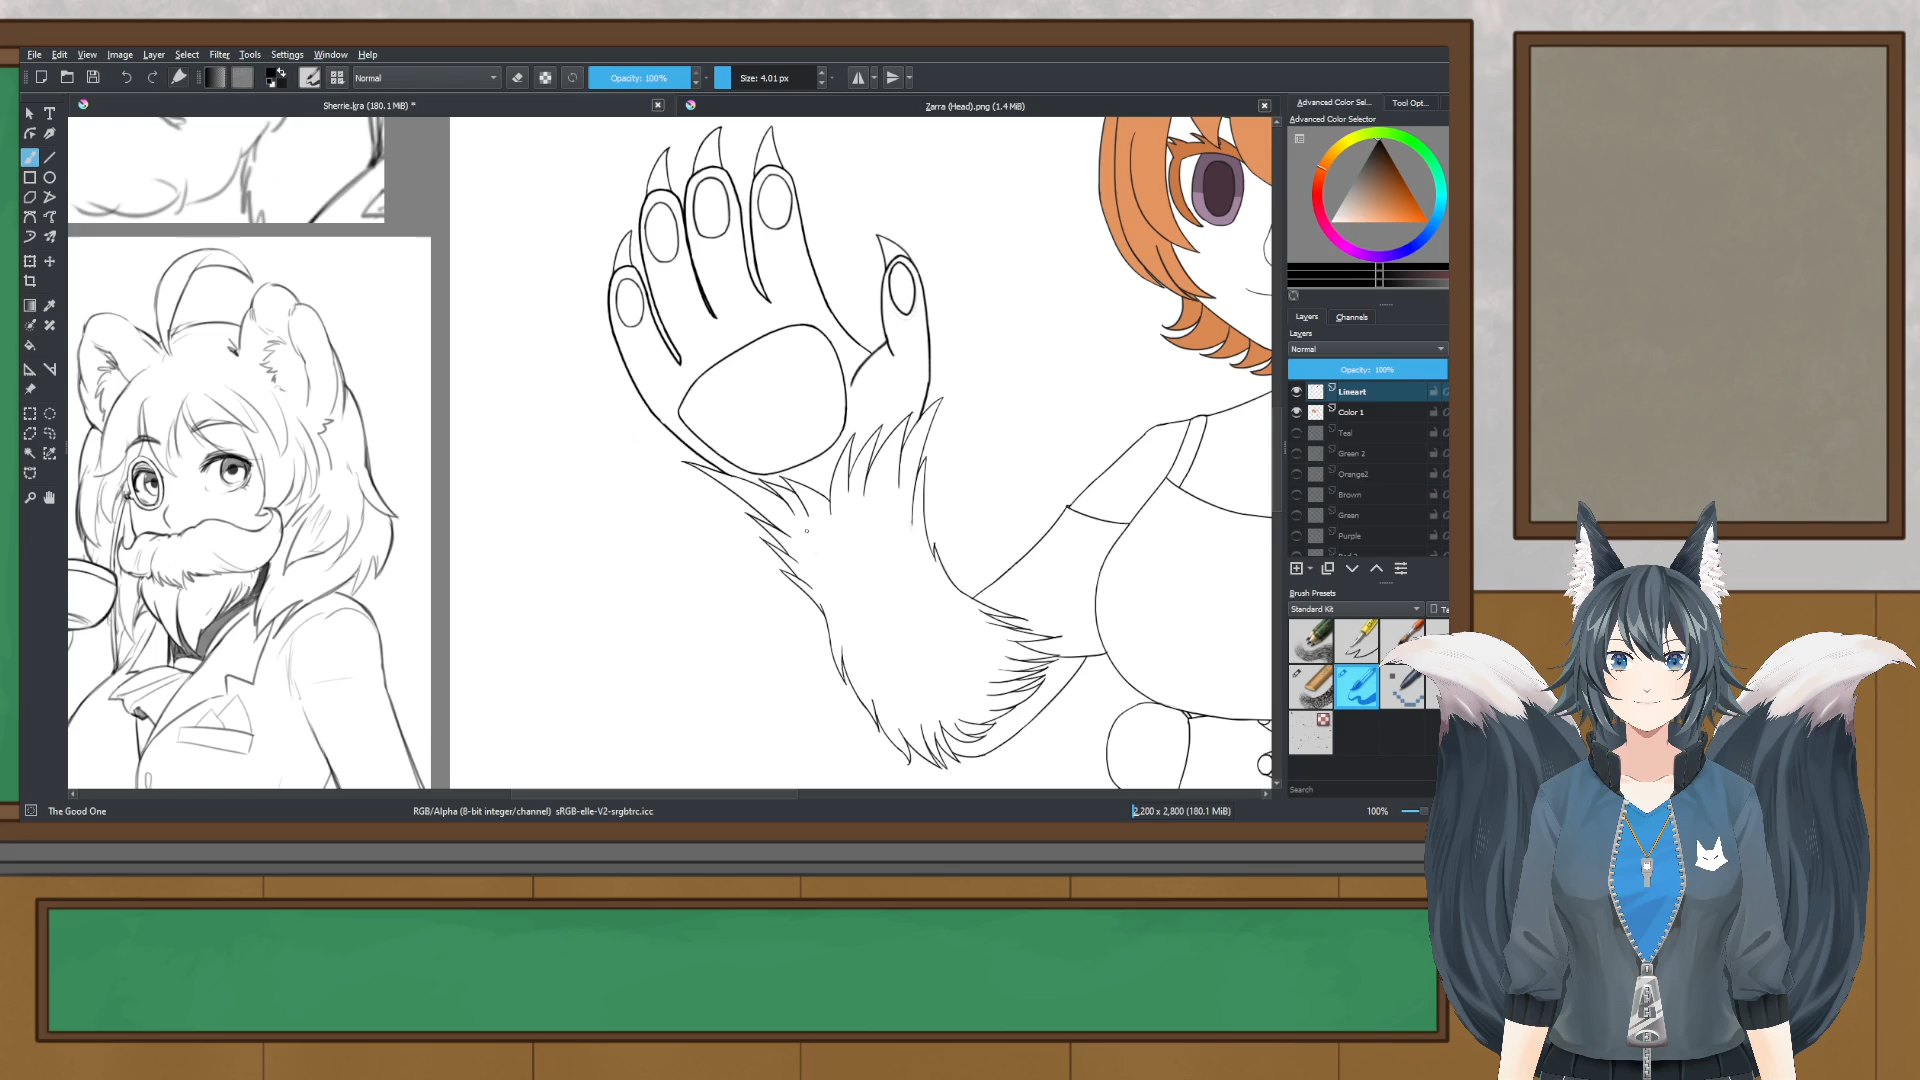 File Edit View Image Layer Select Filter Tools Settings Window Help
Normal Opacity: 100% Size: 4.01 px
Sherrie.kra (180.1 MiB) *
Zarra (Head).png (1.4 MiB)
Advanced Color Sel... Tool Opt...
Advanced Color Selector
Layers Channels
Layers
Normal
Opacity: 100%
Lineart
Color 1
Teal
Green 2
Orange2
Brown
Green
Purple
Brush Presets
Standard Kit Ta
Search
The Good One RGB/Alpha (8-bit integer/channel) sRGB-elle-V2-srgbtrc.icc 2,200 x 2,800 (180.1 MiB) 100%